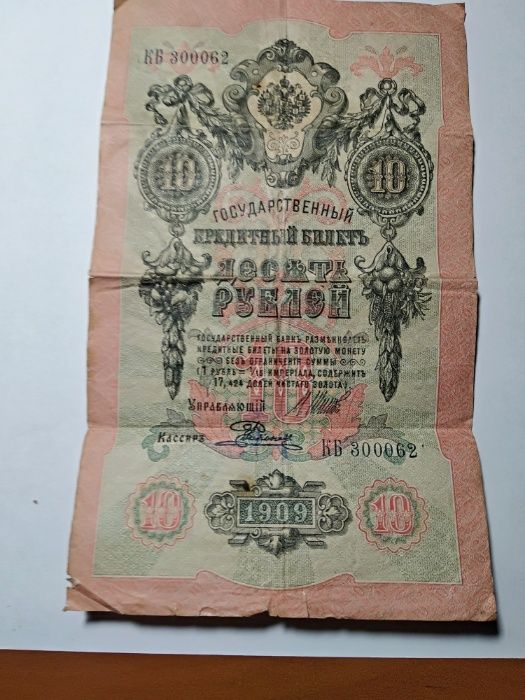 КБ 300062
10 10
ГОСУДАРСТВЕННЫЙ
КРЕДИТНЫЙ БИЛЕТЪ
ДЕСЯТЬ
РУБЛЕЙ
ГОСУДАРСТВЕННЫЙ БАНКЪ РАЗМѢНИВАЕТЪ
КРЕДИТНЫЕ БИЛЕТЫ НА ЗОЛОТУЮ МОНЕТУ
БЕЗЪ ОГРАНИЧЕНІЯ СУММЫ
(1 РУБЛЬ = 1/15 ИМПЕРІАЛА, СОДЕРЖИТЪ
17,424 ДОЛЕЙ ЧИСТАГО ЗОЛОТА).
10
УПРАВЛЯЮЩІЙ
КАССИРЪ
КБ 300062
10 1909 10